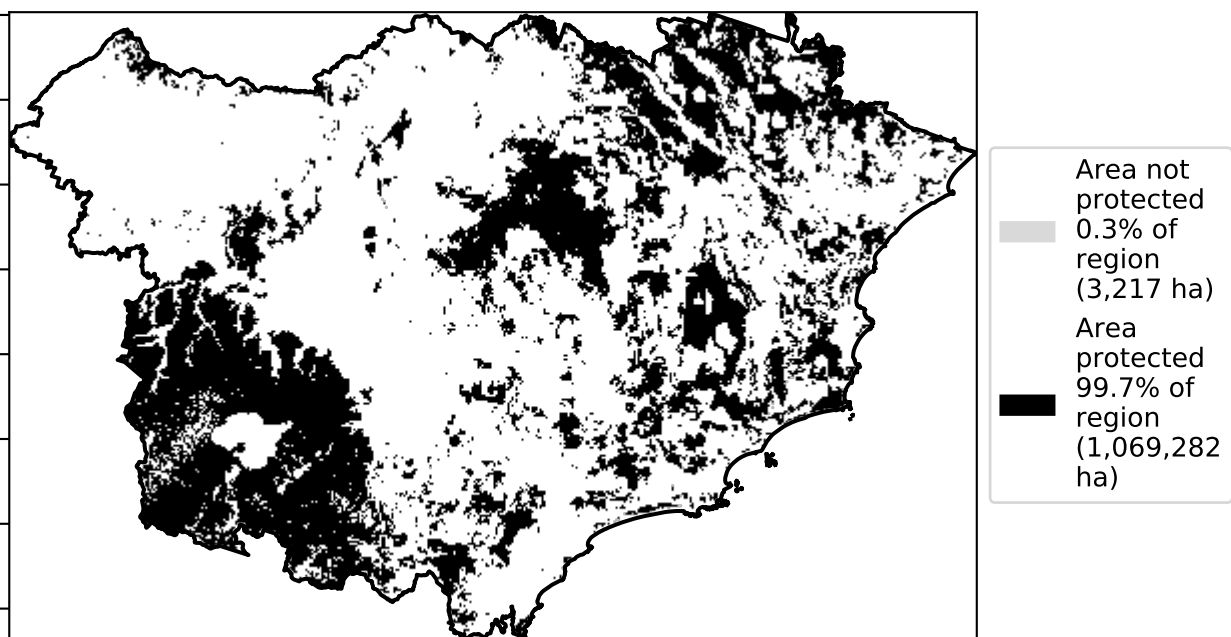 Area not
protected
0.3% of
region
(3,217 ha)
Area
protected
99.7% of
region
(1,069,282
ha)